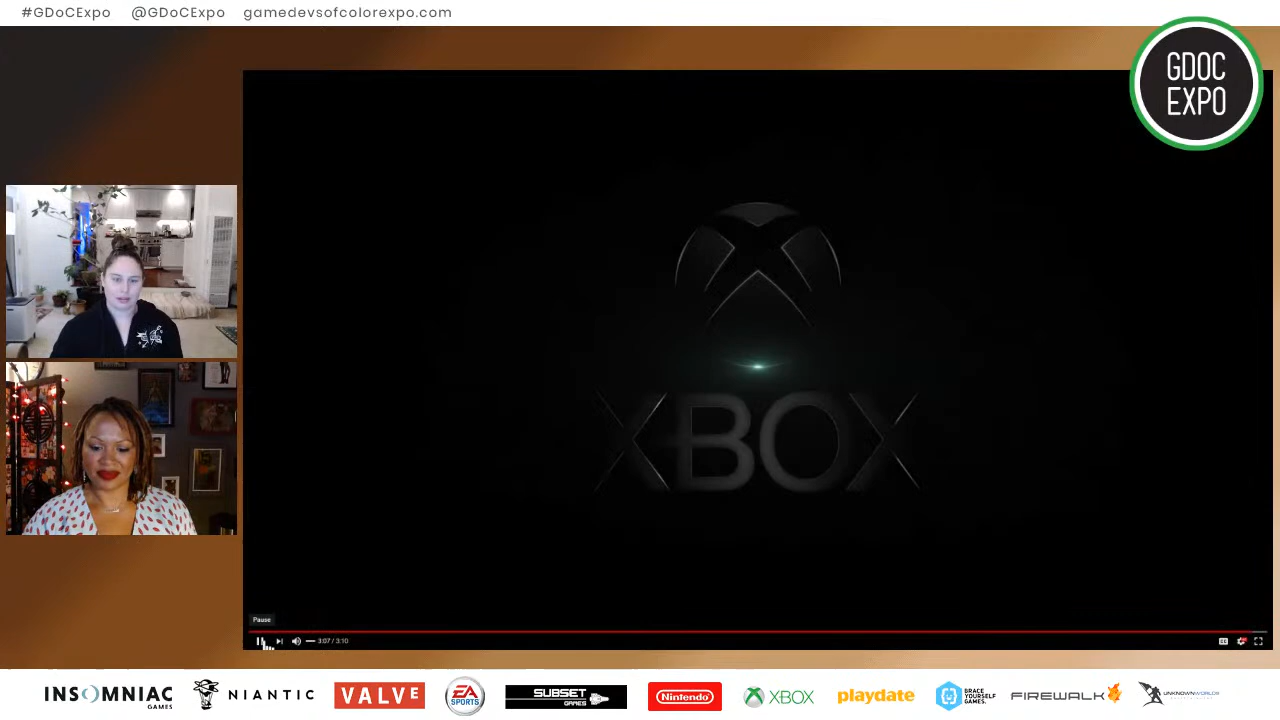 #GDoCExpo @GDoCExpo gamedevsofcolorexpo.com
GDOC
EXPO
XBOX
Pause
3:07 / 3:10
INSOMNIAC
GAMES
NIANTIC
VALVE
EA
SPORTS
SUBSET
GAMES
Nintendo
XBOX
playdate
BRACE
YOURSELF
GAMES.
FIREWALK
UNKNOWN WORLDS